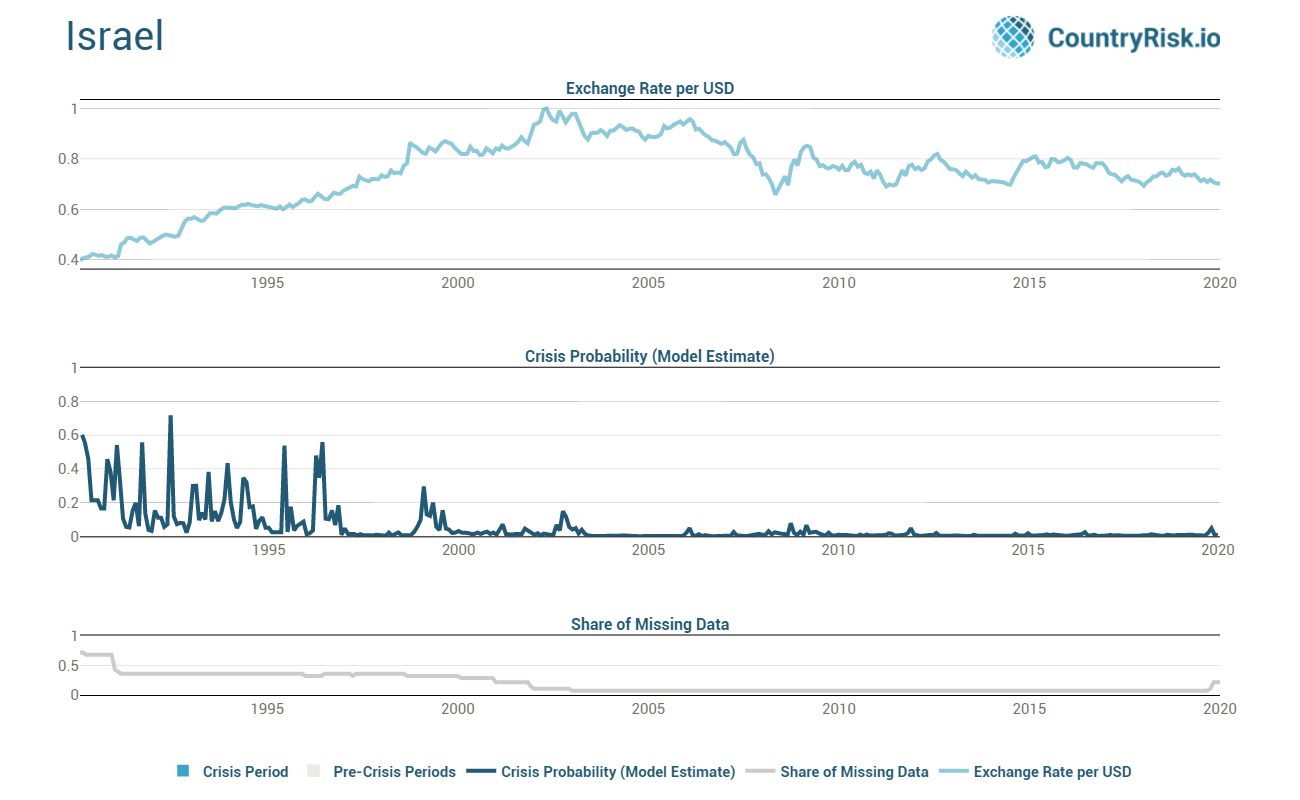 Israel
CountryRisk.io
Exchange Rate per USD
1
0.8
0.6
0.4
1995 2000 2005 2010 2015 2020
Crisis Probability (Model Estimate)
1
0.8
0.6
0.4
0.2
0
1995 2000 2005 2010 2015 2020
Share of Missing Data
1
0.5
0
1995 2000 2005 2010 2015 2020
Crisis Period Pre-Crisis Periods Crisis Probability (Model Estimate) Share of Missing Data Exchange Rate per USD